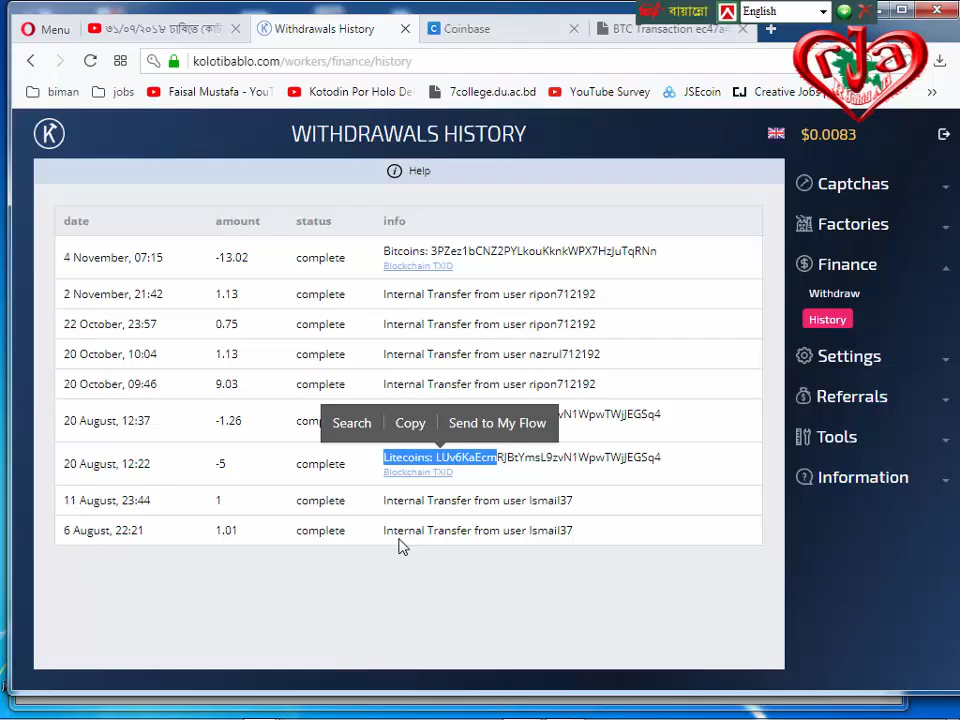 বায়ান্নো English
Menu ৩১/০৭/২০১৮ Withdrawals History Coinbase BTC Transaction ec47a4
kolotibablo.com/workers/finance/history
rja
biman jobs Faisal Mustafa - YouT Kotodin Por Holo De 7college.du.ac.bd YouTube Survey JSEcoin Creative Jobs
WITHDRAWALS HISTORY $0.0083
Help
Captchas
Factories
Finance
Withdraw
History
Settings
Referrals
Tools
Information
date amount status info
4 November, 07:15 -13.02 complete Bitcoins: 3PZez1bCNZ2PYLkouKknkWPX7HzJuTqRNn
Blockchain TXID
2 November, 21:42 1.13 complete Internal Transfer from user ripon712192
22 October, 23:57 0.75 complete Internal Transfer from user ripon712192
20 October, 10:04 1.13 complete Internal Transfer from user nazrul712192
20 October, 09:46 9.03 complete Internal Transfer from user ripon712192
20 August, 12:37 -1.26 vN1WpwTWjJEGSq4
Search Copy Send to My Flow
20 August, 12:22 -5 complete Litecoins: LUv6KaEcmRJBtYmsL9zvN1WpwTWjJEGSq4
Blockchain TXID
11 August, 23:44 1 complete Internal Transfer from user Ismail37
6 August, 22:21 1.01 complete Internal Transfer from user Ismail37